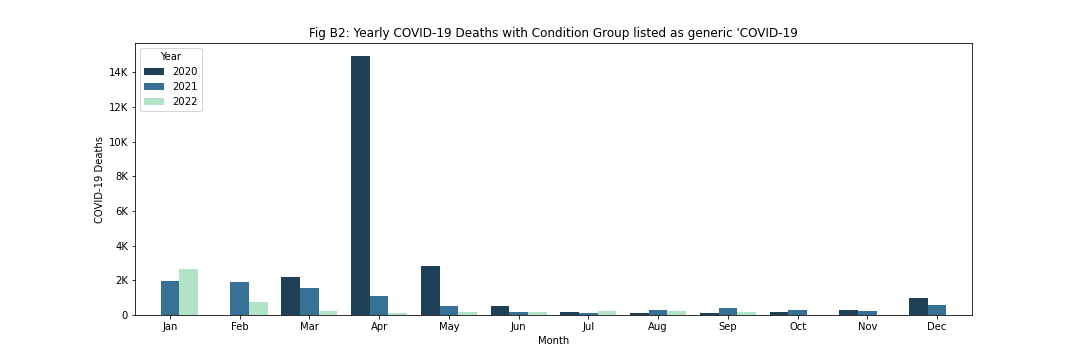 Fig B2: Yearly COVID-19 Deaths with Condition Group listed as generic 'COVID-19
Year
2020
2021
2022
14K
12K
10K
8K
6K
4K
2K
0
COVID-19 Deaths
Jan Feb Mar Apr May Jun Jul Aug Sep Oct Nov Dec
Month